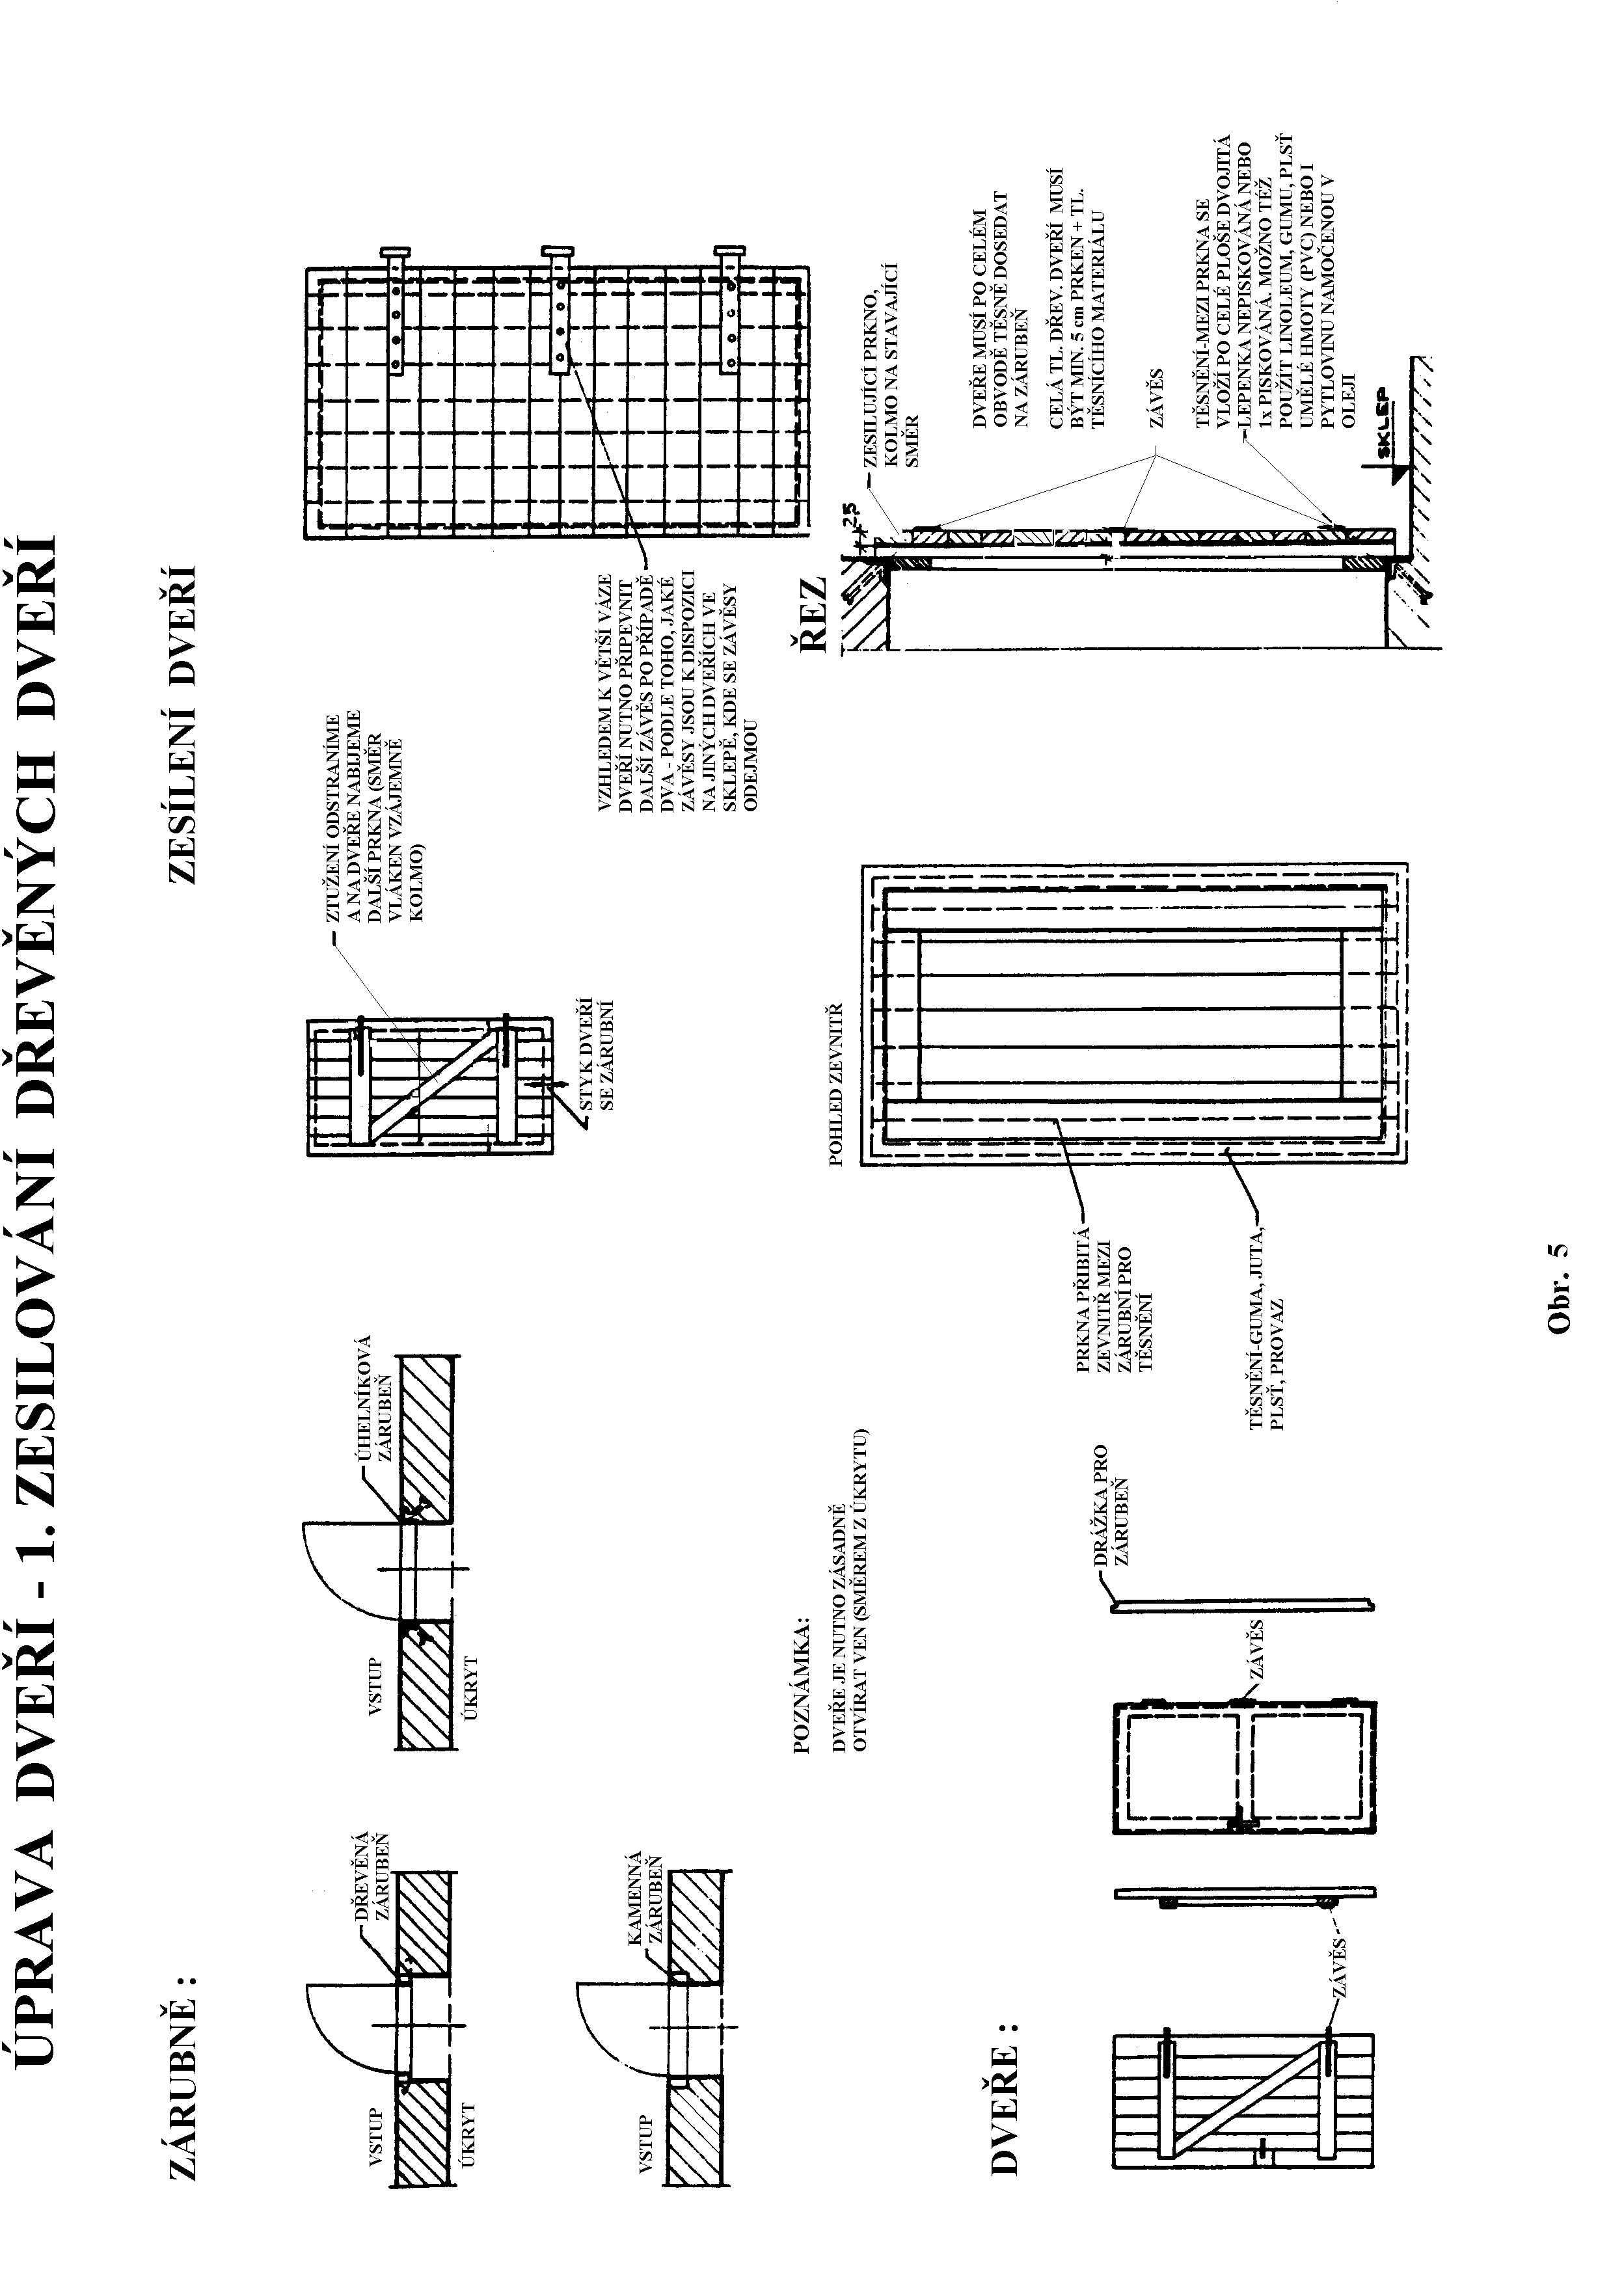 ÚPRAVA DVEŘÍ - 1. ZESILOVÁNÍ DŘEVĚNÝCH DVEŘÍ
ZÁRUBNĚ :
DŘEVĚNÁ
ZÁRUBEŇ
VSTUP
ÚKRYT
ÚHELNÍKOVÁ
ZÁRUBEŇ
VSTUP
ÚKRYT
KAMENNÁ
ZÁRUBEŇ
VSTUP
POZNÁMKA:
DVEŘE JE NUTNO ZÁSADNĚ
OTVÍRAT VEN (SMĚREM Z ÚKRYTU)
DVEŘE :
ZÁVĚS
ZÁVĚS
DRÁŽKA PRO
ZÁRUBEŇ
ZESÍLENÍ DVEŘÍ
ZTUŽENÍ ODSTRANÍME
A NA DVEŘE NABIJEME
DALŠÍ PRKNA (SMĚR
VLÁKEN VZÁJEMNĚ
KOLMO)
STYK DVEŘÍ
SE ZÁRUBNÍ
VZHLEDEM K VĚTŠÍ VÁZE
DVEŘÍ NUTNO PŘIPEVNIT
DALŠÍ ZÁVĚS PO PŘÍPADĚ
DVA - PODLE TOHO, JAKÉ
ZÁVĚSY JSOU K DISPOZICI
NA JINÝCH DVEŘÍCH VE
SKLEPĚ, KDE SE ZÁVĚSY
ODEJMOU
POHLED ZEVNITŘ
PRKNA PŘIBITÁ
ZEVNITŘ MEZI
ZÁRUBNÍ PRO
TĚSNĚNÍ
TĚSNĚNÍ-GUMA, JUTA,
PLSŤ, PROVAZ
ŘEZ
25
ZESILUJÍCÍ PRKNO,
KOLMO NA STAVAJÍCÍ
SMĚR
DVEŘE MUSÍ PO CELÉM
OBVODĚ TĚSNĚ DOSEDAT
NA ZÁRUBEŇ
CELÁ TL. DŘEV. DVEŘÍ MUSÍ
BÝT MIN. 5 cm PRKEN + TL.
TĚSNÍCÍHO MATERIÁLU
ZÁVĚS
TĚSNĚNÍ-MEZI PRKNA SE
VLOŽÍ PO CELÉ PLOŠE DVOJITÁ
LEPENKA NEPISKOVÁNÁ NEBO
1x PISKOVÁNÁ. MOŽNO TÉŽ
POUŽÍT LINOLEUM, GUMU, PLSŤ
UMĚLÉ HMOTY (PVC) NEBO I
PYTLOVINU NAMOČENOU V
OLEJI
SKLEP
Obr. 5